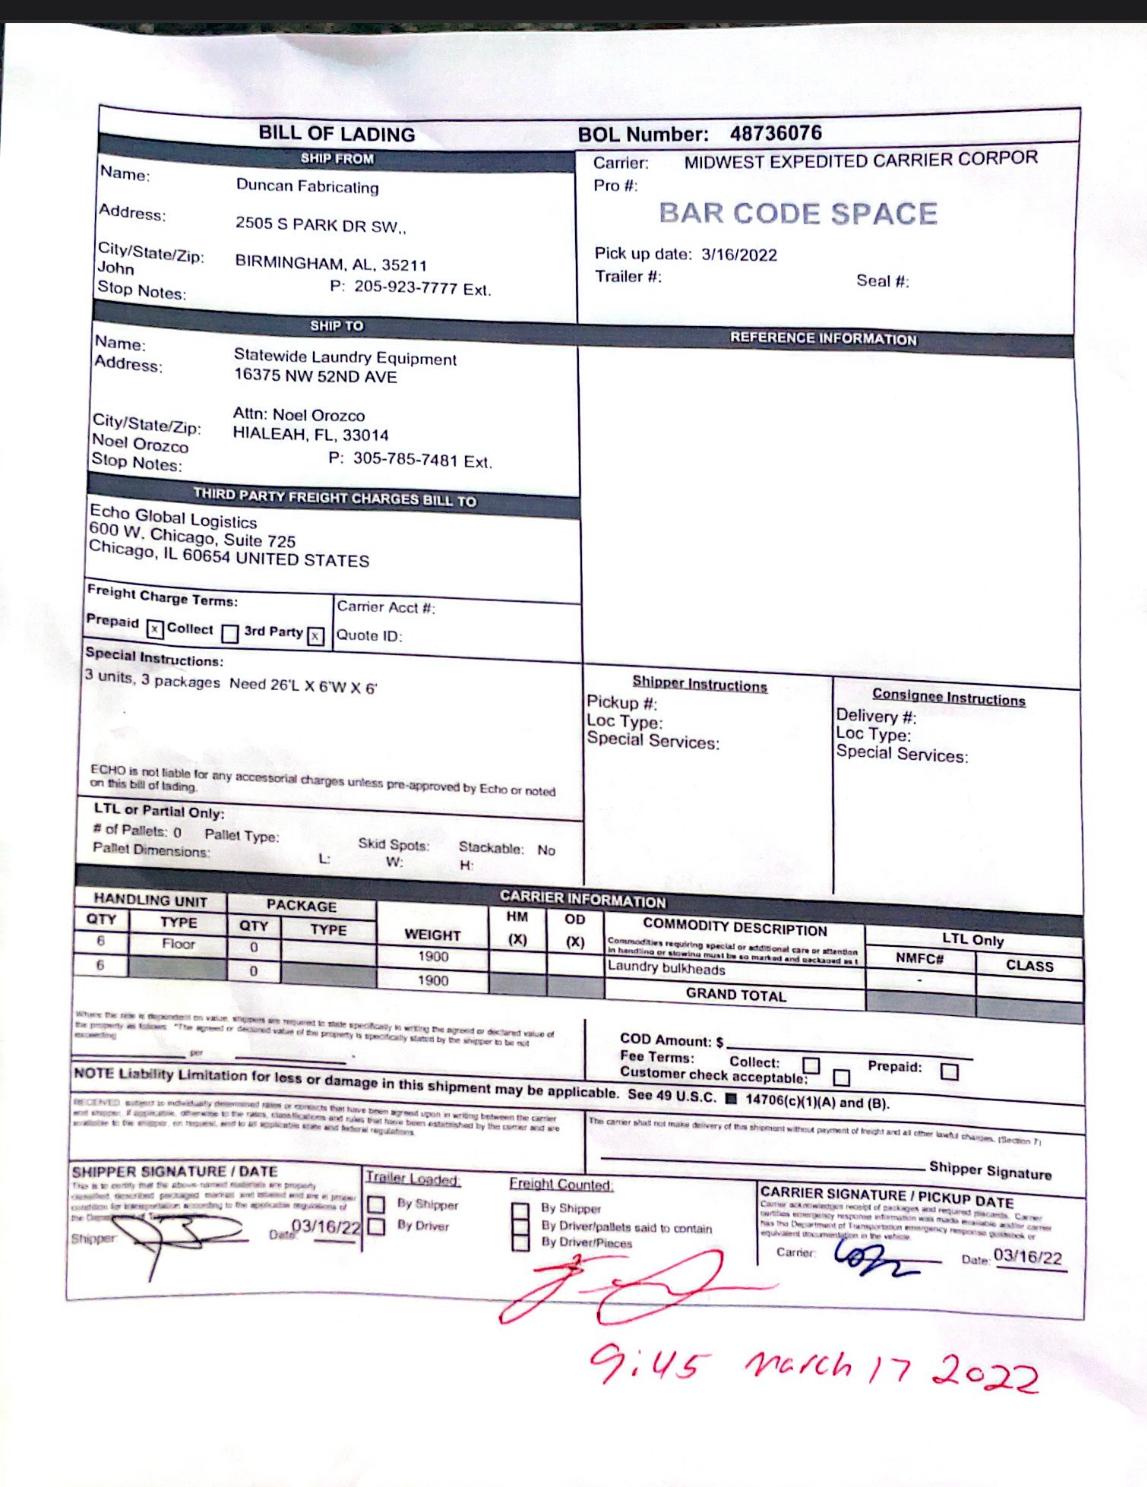 BILL OF LADING
BOL Number: 48736076
SHIP FROM
Name: Duncan Fabricating
Address: 2505 S PARK DR SW,,
City/State/Zip: BIRMINGHAM, AL, 35211
John P: 205-923-7777 Ext.
Stop Notes:
Carrier: MIDWEST EXPEDITED CARRIER CORPOR
Pro #:
BAR CODE SPACE
Pick up date: 3/16/2022
Trailer #: Seal #:
SHIP TO
Name: Statewide Laundry Equipment
Address: 16375 NW 52ND AVE
Attn: Noel Orozco
City/State/Zip: HIALEAH, FL, 33014
Noel Orozco P: 305-785-7481 Ext.
Stop Notes:
REFERENCE INFORMATION
THIRD PARTY FREIGHT CHARGES BILL TO
Echo Global Logistics
600 W. Chicago, Suite 725
Chicago, IL 60654 UNITED STATES
Freight Charge Terms:
Prepaid x Collect 3rd Party x
Carrier Acct #:
Quote ID:
Special Instructions:
3 units, 3 packages Need 26'L X 6'W X 6'
ECHO is not liable for any accessorial charges unless pre-approved by Echo or noted
on this bill of lading.
Shipper Instructions
Pickup #:
Loc Type:
Special Services:
Consignee Instructions
Delivery #:
Loc Type:
Special Services:
LTL or Partial Only:
# of Pallets: 0 Pallet Type: Skid Spots: Stackable: No
Pallet Dimensions: L: W: H:
CARRIER INFORMATION
HANDLING UNIT PACKAGE WEIGHT HM (X) OD (X) COMMODITY DESCRIPTION LTL Only
QTY TYPE QTY TYPE NMFC# CLASS
Commodities requiring special or additional care or attention
in handling or stowing must be so marked and packaged as t
6 Floor 0 1900 Laundry bulkheads -
6 0 1900 GRAND TOTAL
Where the rate is dependent on value, shippers are required to state specifically in writing the agreed or declared value of
the property as follows: "The agreed or declared value of the property is specifically stated by the shipper to be not
exceeding
per .
COD Amount: $
Fee Terms: Collect: Prepaid:
Customer check acceptable:
NOTE Liability Limitation for loss or damage in this shipment may be applicable. See 49 U.S.C. ■ 14706(c)(1)(A) and (B).
RECEIVED, subject to individually determined rates or contracts that have been agreed upon in writing between the carrier
and shipper, if applicable, otherwise to the rates, classifications and rules that have been established by the carrier and are
available to the shipper, on request, and to all applicable state and federal regulations.
The carrier shall not make delivery of this shipment without payment of freight and all other lawful charges. (Section 7)
Shipper Signature
SHIPPER SIGNATURE / DATE
This is to certify that the above-named materials are properly
classified, described, packaged, marked and labeled and are in proper
condition for transportation according to the applicable regulations of
the Department of
Shipper: Date: 03/16/22
Trailer Loaded:
By Shipper
By Driver
Freight Counted:
By Shipper
By Driver/pallets said to contain
By Driver/Pieces
CARRIER SIGNATURE / PICKUP DATE
Carrier acknowledges receipt of packages and required placards. Carrier
certifies emergency response information was made available and/or carrier
has the Department of Transportation emergency response guidebook or
equivalent documentation in the vehicle.
Carrier: Date: 03/16/22
9:45 march 17 2022